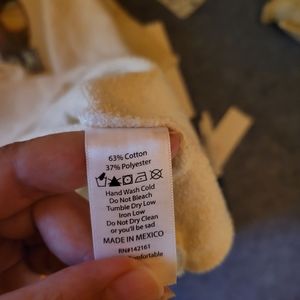 63% Cotton
37% Polyester
Hand Wash Cold
Do Not Bleach
Tumble Dry Low
Iron Low
Do Not Dry Clean
or you'll be sad
MADE IN MEXICO
RN#142161